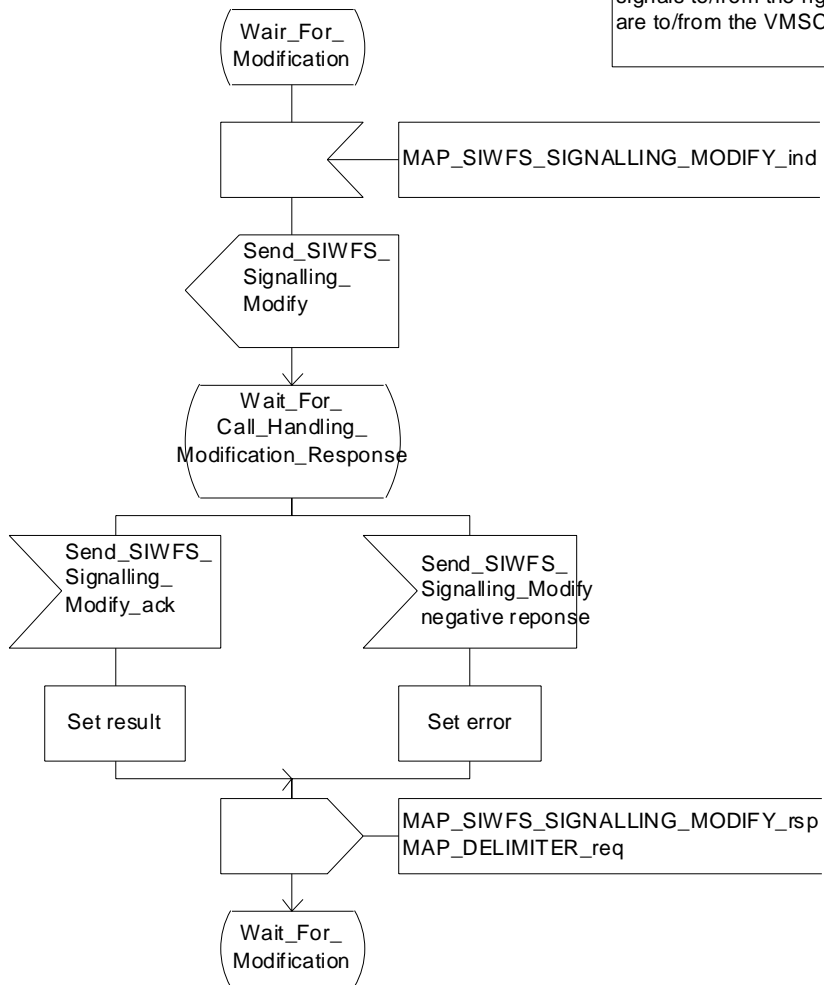 signals to/from the
are to/from the VMSC
Wair_For_
Modification
MAP_SIWFS_SIGNALLING_MODIFY_ind
Send_SIWFS_
Signalling_
Modify
Wait_For_
Call_Handling_
Modification_Response
Send_SIWFS_
Signalling_
Modify_ack
Send_SIWFS_
Signalling_Modify
negative reponse
Set result
Set error
MAP_SIWFS_SIGNALLING_MODIFY_rsp
MAP_DELIMITER_req
Wait_For_
Modification